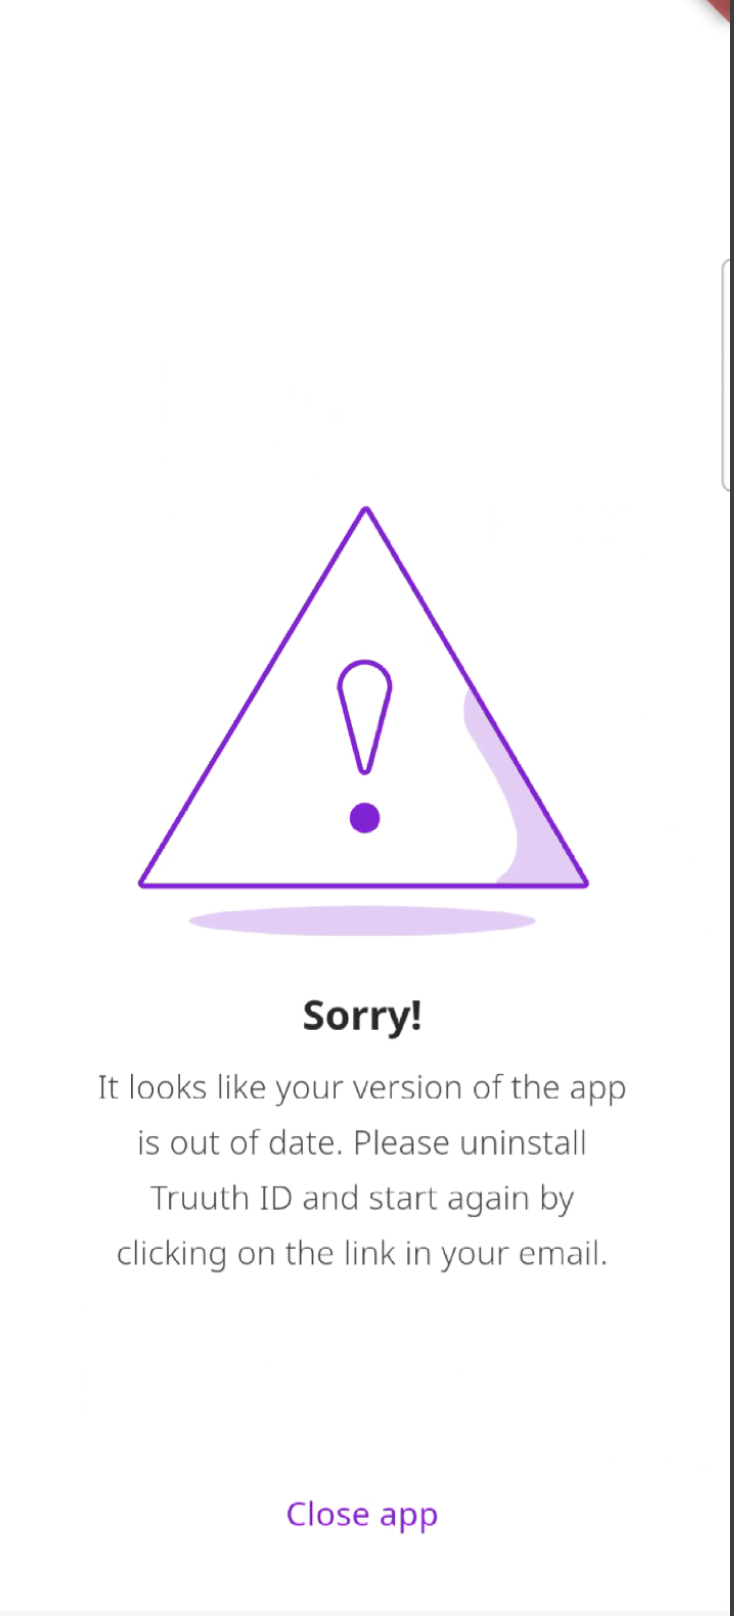 Sorry!
It looks like your version of the app
is out of date. Please uninstall
Truuth ID and start again by
clicking on the link in your email.
Close app